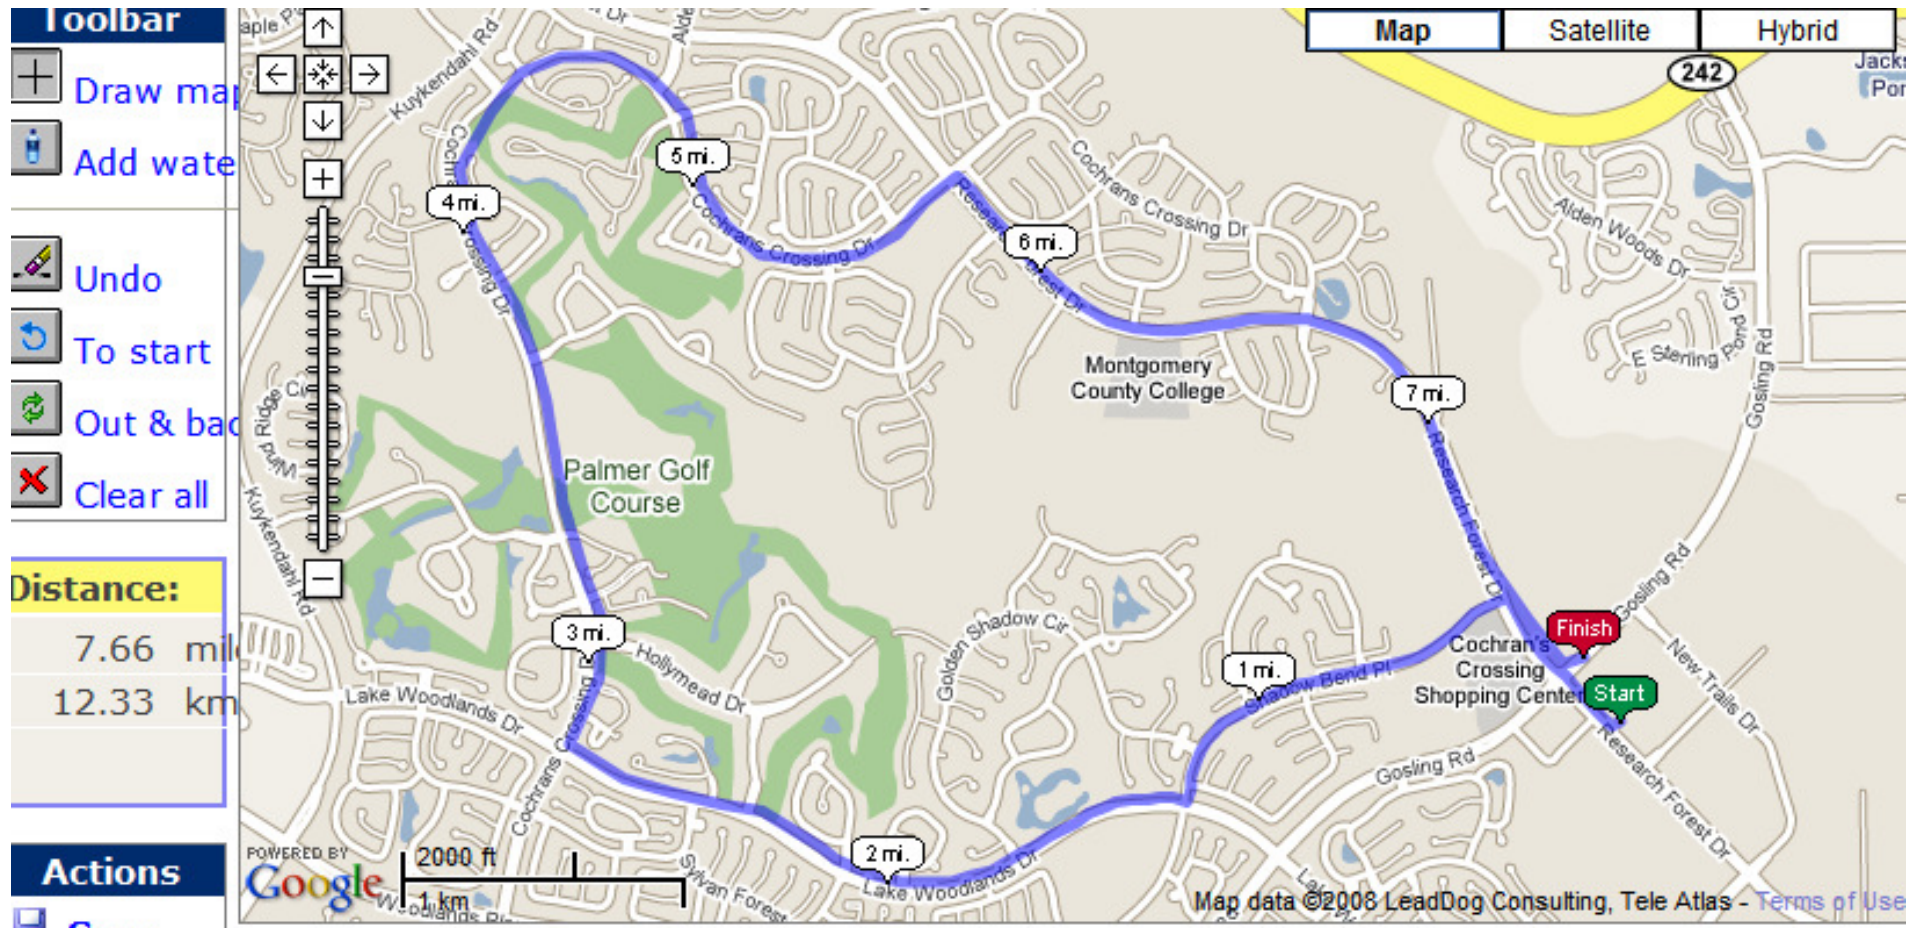 Toolbar
Draw map
Add wate
Undo
To start
Out & bac
Clear all
Distance:
7.66 mile
12.33 km
Actions
Map
Satellite
Hybrid
242
Kuykendahl Rd
5 mi.
4 mi.
Cochrans Crossing Dr
Research Forest Dr
6 mi.
Cochrans Crossing Dr
Alden Woods Dr
E Sterling Pond Cir
Gosling Rd
Montgomery
County College
7 mi.
Research Forest Dr
Wind Ridge Cir
Kuykendahl Rd
Palmer Golf
Course
3 mi.
Hollymead Dr
Lake Woodlands Dr
Cochrans Crossing
Golden Shadow Cir
1 mi.
Shadow Bend Pl
Cochran's
Crossing
Shopping Center
Finish
Start
Gosling Rd
New Trails Dr
Gosling Rd
Research Forest Dr
2 mi.
Lake Woodlands Dr
Sylvan Forest
POWERED BY
Google
2000 ft
1 km
Map data ©2008 LeadDog Consulting, Tele Atlas - Terms of Use